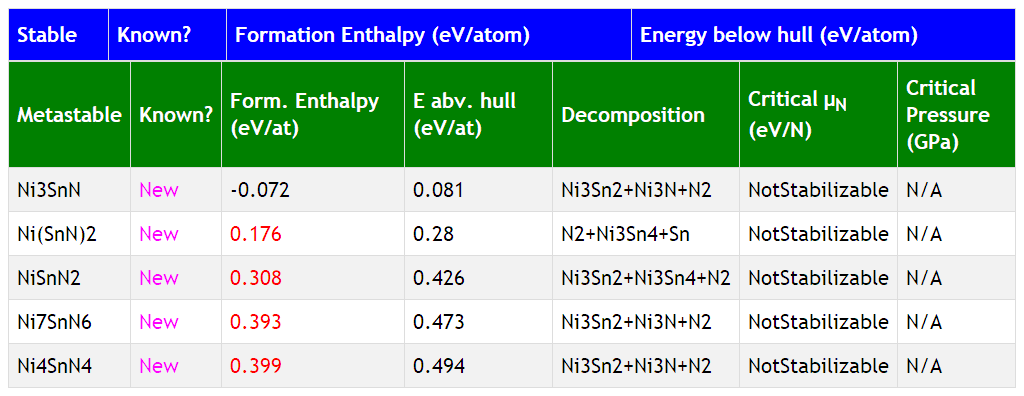 Stable Known? Formation Enthalpy (eV/atom) Energy below hull (eV/atom)
Metastable Known? Form. Enthalpy (eV/at) E abv. hull (eV/at) Decomposition Critical μN (eV/N) Critical Pressure (GPa)
Ni3SnN New -0.072 0.081 Ni3Sn2+Ni3N+N2 NotStabilizable N/A
Ni(SnN)2 New 0.176 0.28 N2+Ni3Sn4+Sn NotStabilizable N/A
NiSnN2 New 0.308 0.426 Ni3Sn2+Ni3Sn4+N2 NotStabilizable N/A
Ni7SnN6 New 0.393 0.473 Ni3Sn2+Ni3N+N2 NotStabilizable N/A
Ni4SnN4 New 0.399 0.494 Ni3Sn2+Ni3N+N2 NotStabilizable N/A